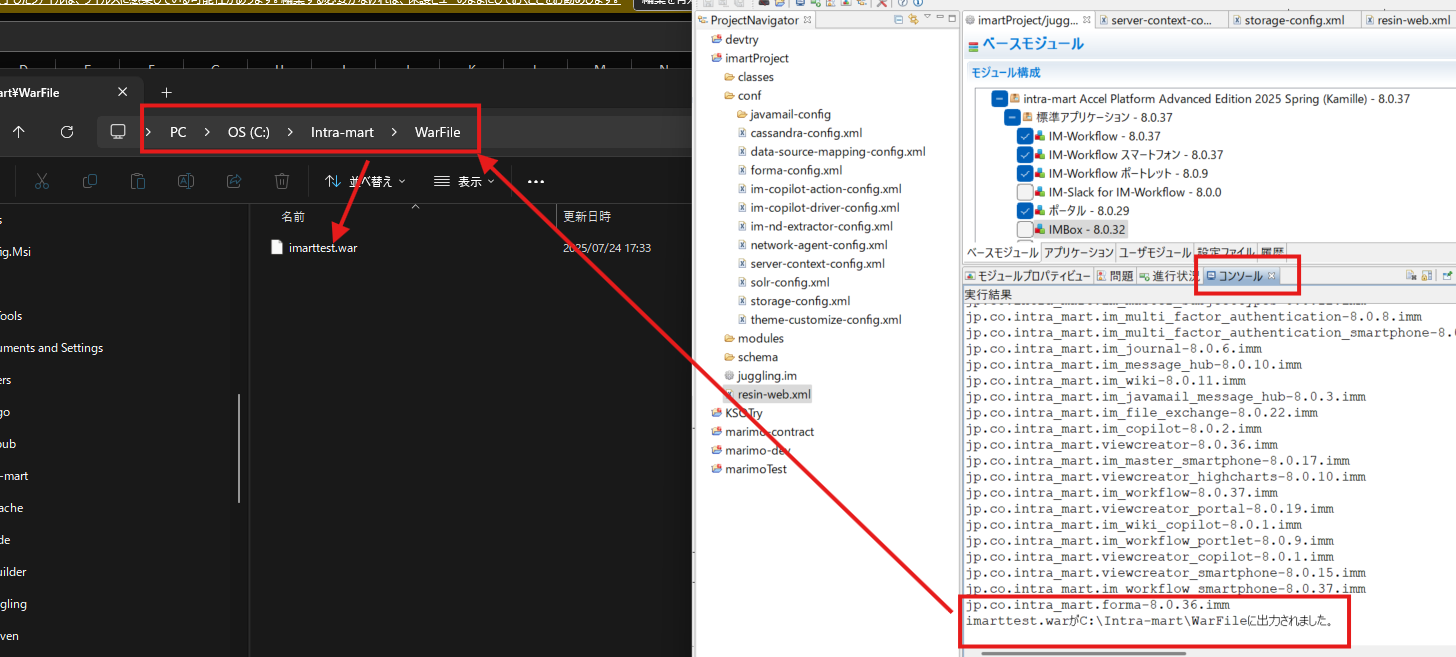 art¥WarFile
PC > OS (C:) > Intra-mart > WarFile
並べ替え
表示
名前
更新日時
ig.Msi
imarttest.war
2025/07/24 17:33
ools
uments and Settings
ers
go
pub
-mart
ache
de
uilder
gling
ven
ProjectNavigator
devtry
imartProject
classes
conf
javamail-config
cassandra-config.xml
data-source-mapping-config.xml
forma-config.xml
im-copilot-action-config.xml
im-copilot-driver-config.xml
im-nd-extractor-config.xml
network-agent-config.xml
server-context-config.xml
solr-config.xml
storage-config.xml
theme-customize-config.xml
modules
schema
juggling.im
resin-web.xml
marimo-contract
marimo-dev
marimoTest
imartProject/jugg...
server-context-co...
storage-config.xml
resin-web.xml
ベースモジュール
モジュール構成
intra-mart Accel Platform Advanced Edition 2025 Spring (Kamille) - 8.0.37
標準アプリケーション - 8.0.37
IM-Workflow - 8.0.37
IM-Workflow スマートフォン - 8.0.37
IM-Workflow ポートレット - 8.0.9
IM-Slack for IM-Workflow - 8.0.0
ポータル - 8.0.29
IMBox - 8.0.32
ベースモジュール アプリケーション ユーザモジュール 設定ファイル 履歴
モジュールプロパティビュー 問題 進行状況 コンソール
実行結果
jp.co.intra_mart.im_multi_factor_authentication-8.0.8.imm
jp.co.intra_mart.im_multi_factor_authentication_smartphone-8.
jp.co.intra_mart.im_journal-8.0.6.imm
jp.co.intra_mart.im_message_hub-8.0.10.imm
jp.co.intra_mart.im_wiki-8.0.11.imm
jp.co.intra_mart.im_javamail_message_hub-8.0.3.imm
jp.co.intra_mart.im_file_exchange-8.0.22.imm
jp.co.intra_mart.im_copilot-8.0.2.imm
jp.co.intra_mart.viewcreator-8.0.36.imm
jp.co.intra_mart.im_master_smartphone-8.0.17.imm
jp.co.intra_mart.viewcreator_highcharts-8.0.10.imm
jp.co.intra_mart.im_workflow-8.0.37.imm
jp.co.intra_mart.viewcreator_portal-8.0.19.imm
jp.co.intra_mart.im_wiki_copilot-8.0.1.imm
jp.co.intra_mart.im_workflow_portlet-8.0.9.imm
jp.co.intra_mart.viewcreator_copilot-8.0.1.imm
jp.co.intra_mart.viewcreator_smartphone-8.0.15.imm
jp.co.intra_mart.im_workflow_smartphone-8.0.37.imm
jp.co.intra_mart.forma-8.0.36.imm
imarttest.warがC:\Intra-mart\WarFileに出力されました。